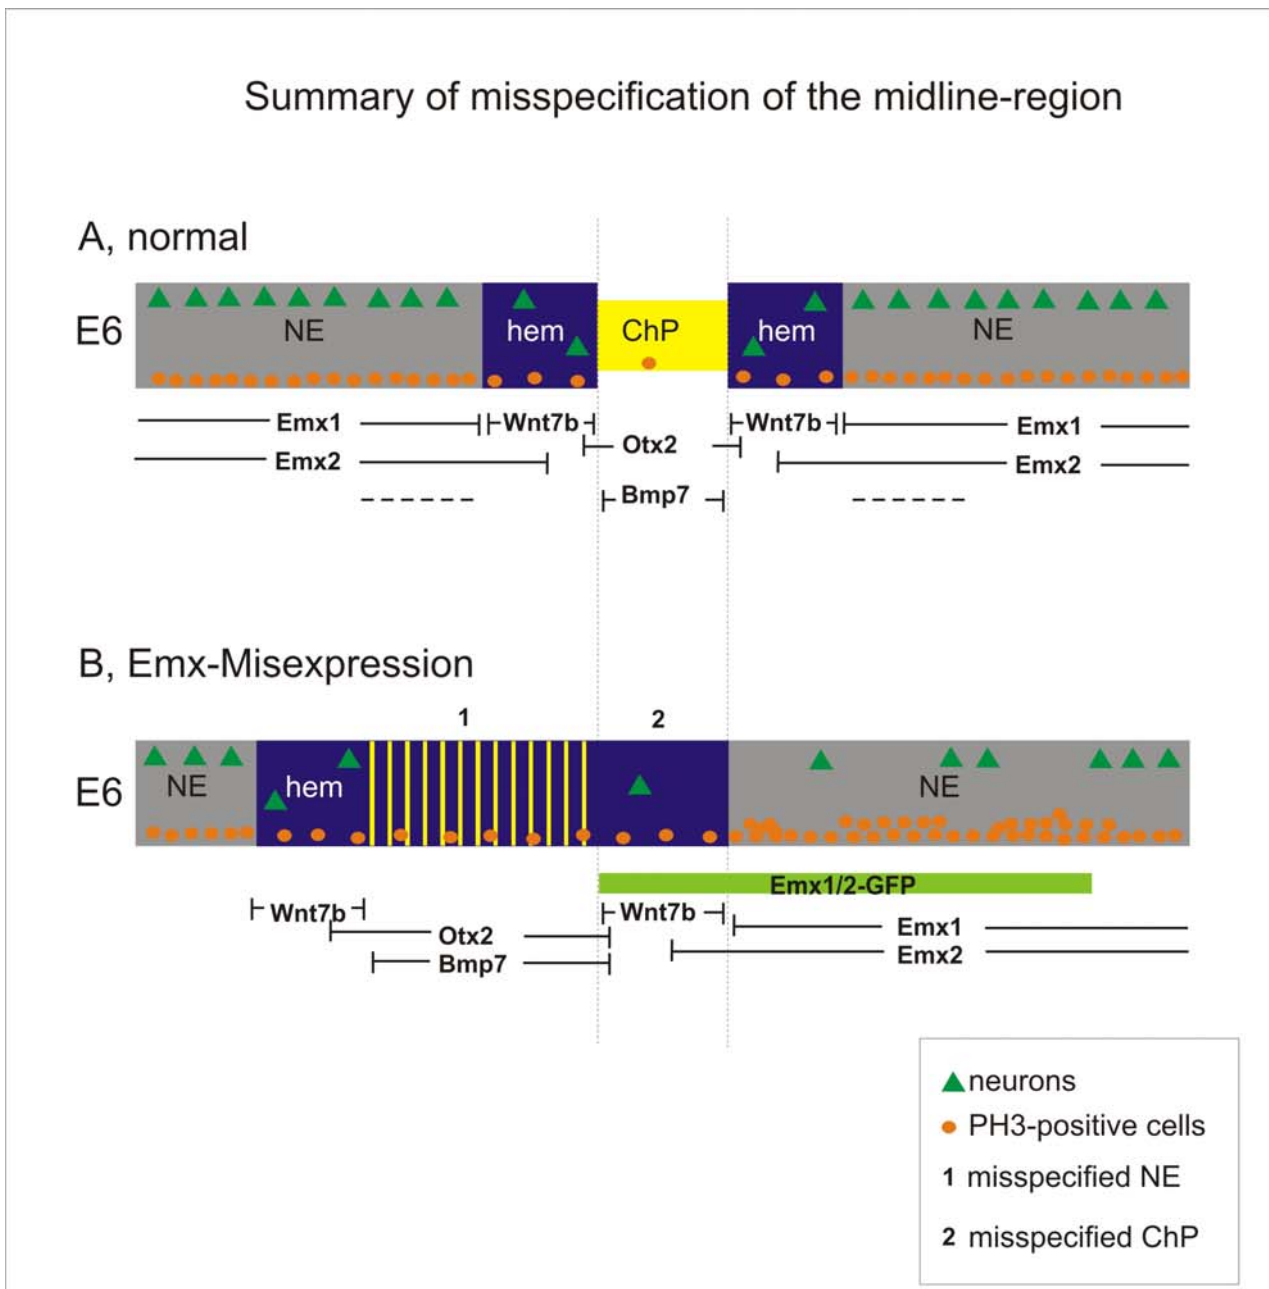 Summary of misspecification of the midline-region
A, normal
E6 NE hem ChP hem NE
Emx1 Wnt7b Wnt7b Emx1
Otx2
Emx2 Emx2
Bmp7
B, Emx-Misexpression
1 2
E6 NE hem NE
Emx1/2-GFP
Wnt7b Wnt7b
Emx1
Otx2
Emx2
Bmp7
neurons
PH3-positive cells
1 misspecified NE
2 misspecified ChP